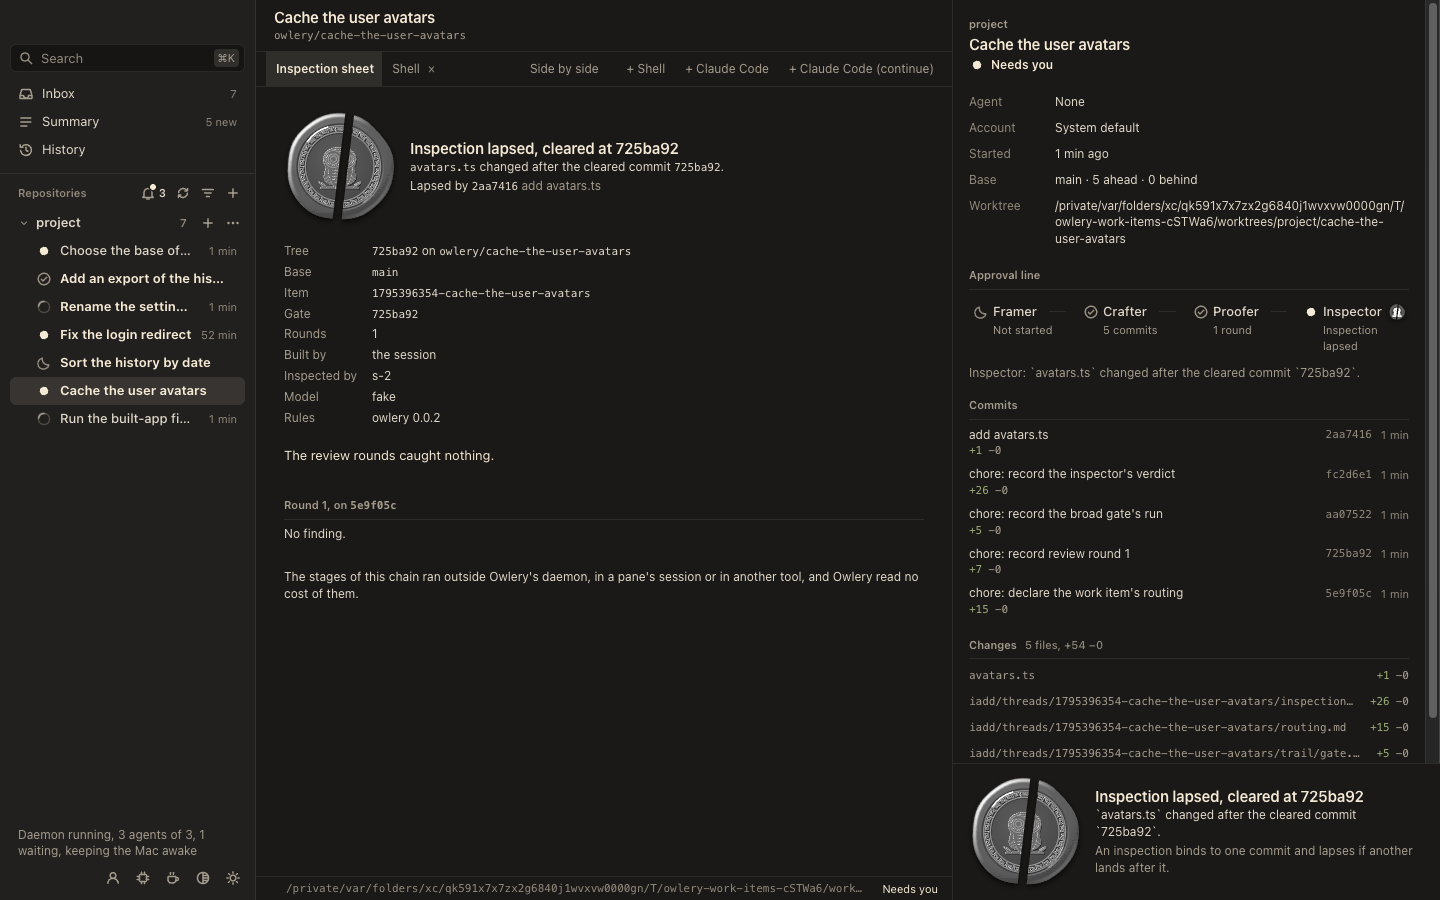 Search ⌘K
Inbox 7
Summary 5 new
History
Repositories 3
project 7
Choose the base of... 1 min
Add an export of the his...
Rename the settin... 1 min
Fix the login redirect 52 min
Sort the history by date
Cache the user avatars
Run the built-app fi... 1 min
Daemon running, 3 agents of 3, 1
waiting, keeping the Mac awake
Cache the user avatars
owlery/cache-the-user-avatars
Inspection sheet Shell × Side by side + Shell + Claude Code + Claude Code (continue)
Inspection lapsed, cleared at 725ba92
avatars.ts changed after the cleared commit 725ba92.
Lapsed by 2aa7416 add avatars.ts
Tree 725ba92 on owlery/cache-the-user-avatars
Base main
Item 1795396354-cache-the-user-avatars
Gate 725ba92
Rounds 1
Built by the session
Inspected by s-2
Model fake
Rules owlery 0.0.2
The review rounds caught nothing.
Round 1, on 5e9f05c
No finding.
The stages of this chain ran outside Owlery's daemon, in a pane's session or in another tool, and Owlery read no
cost of them.
/private/var/folders/xc/qk591x7x7zx2g6840j1wvxvw0000gn/T/owlery-work-items-cSTWa6/work… Needs you
project
Cache the user avatars
Needs you
Agent None
Account System default
Started 1 min ago
Base main · 5 ahead · 0 behind
Worktree /private/var/folders/xc/qk591x7x7zx2g6840j1wvxvw0000gn/T/
owlery-work-items-cSTWa6/worktrees/project/cache-the-
user-avatars
Approval line
Framer Crafter Proofer Inspector
Not started 5 commits 1 round Inspection
lapsed
Inspector: `avatars.ts` changed after the cleared commit `725ba92`.
Commits
add avatars.ts 2aa7416 1 min
+1 −0
chore: record the inspector's verdict fc2d6e1 1 min
+26 −0
chore: record the broad gate's run aa07522 1 min
+5 −0
chore: record review round 1 725ba92 1 min
+7 −0
chore: declare the work item's routing 5e9f05c 1 min
+15 −0
Changes 5 files, +54 −0
avatars.ts +1 −0
iadd/threads/1795396354-cache-the-user-avatars/inspection… +26 −0
iadd/threads/1795396354-cache-the-user-avatars/routing.md +15 −0
iadd/threads/1795396354-cache-the-user-avatars/trail/gate.… +5 −0
Inspection lapsed, cleared at 725ba92
`avatars.ts` changed after the cleared commit
`725ba92`.
An inspection binds to one commit and lapses if another
lands after it.